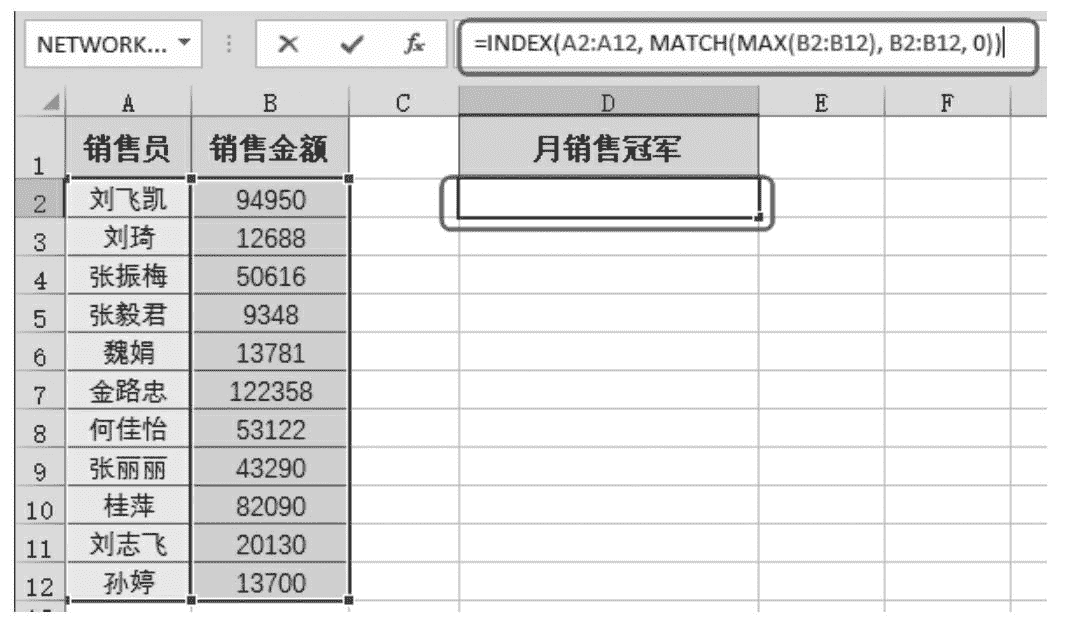 NETWORK... =INDEX(A2:A12, MATCH(MAX(B2:B12), B2:B12, 0))
A B C D E F
1 销售员 销售金额 月销售冠军
2 刘飞凯 94950
3 刘琦 12688
4 张振梅 50616
5 张毅君 9348
6 魏娟 13781
7 金路忠 122358
8 何佳怡 53122
9 张丽丽 43290
10 桂萍 82090
11 刘志飞 20130
12 孙婷 13700